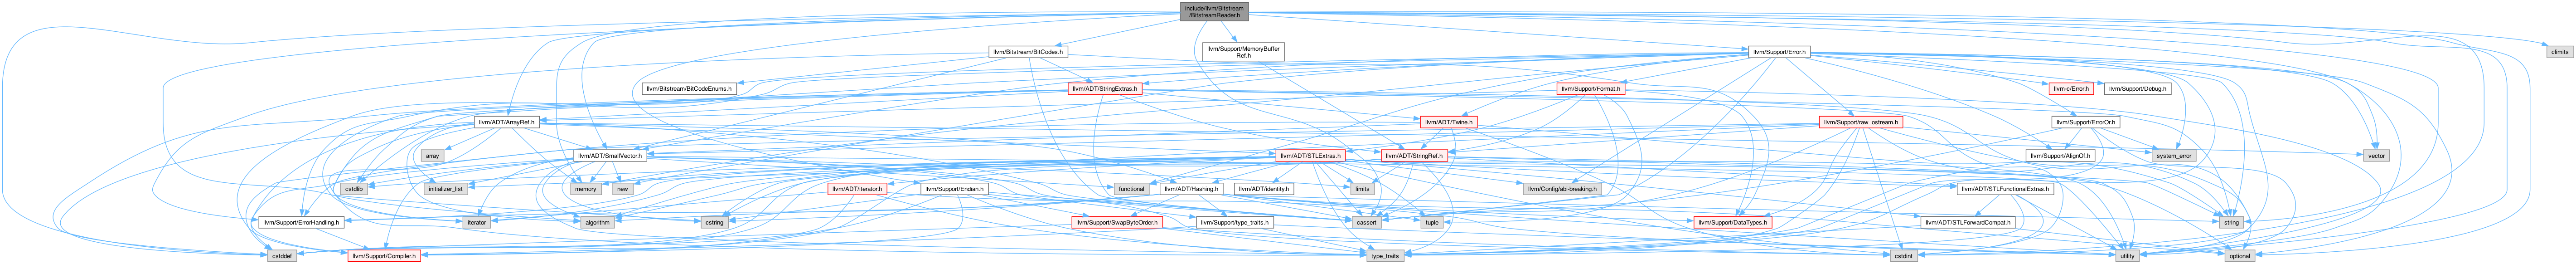 include/llvm/Bitstream
/BitstreamReader.h
llvm/Bitstream/BitCodes.h
llvm/Support/MemoryBuffer
Ref.h
llvm/Support/Error.h
climits
llvm/Bitstream/BitCodeEnums.h
llvm/ADT/StringExtras.h
llvm/Support/Format.h
llvm-c/Error.h
llvm/Support/Debug.h
llvm/ADT/ArrayRef.h
llvm/ADT/Twine.h
llvm/Support/raw_ostream.h
llvm/Support/ErrorOr.h
array
llvm/ADT/SmallVector.h
llvm/ADT/STLExtras.h
llvm/ADT/StringRef.h
llvm/Support/AlignOf.h
system_error
vector
cstdlib
initializer_list
memory
new
llvm/ADT/iterator.h
llvm/Support/Endian.h
functional
llvm/ADT/Hashing.h
llvm/ADT/identity.h
limits
llvm/Config/abi-breaking.h
llvm/ADT/STLFunctionalExtras.h
llvm/Support/ErrorHandling.h
iterator
algorithm
cstring
llvm/Support/SwapByteOrder.h
llvm/Support/type_traits.h
cassert
tuple
llvm/Support/DataTypes.h
llvm/ADT/STLForwardCompat.h
string
cstddef
llvm/Support/Compiler.h
type_traits
cstdint
utility
optional